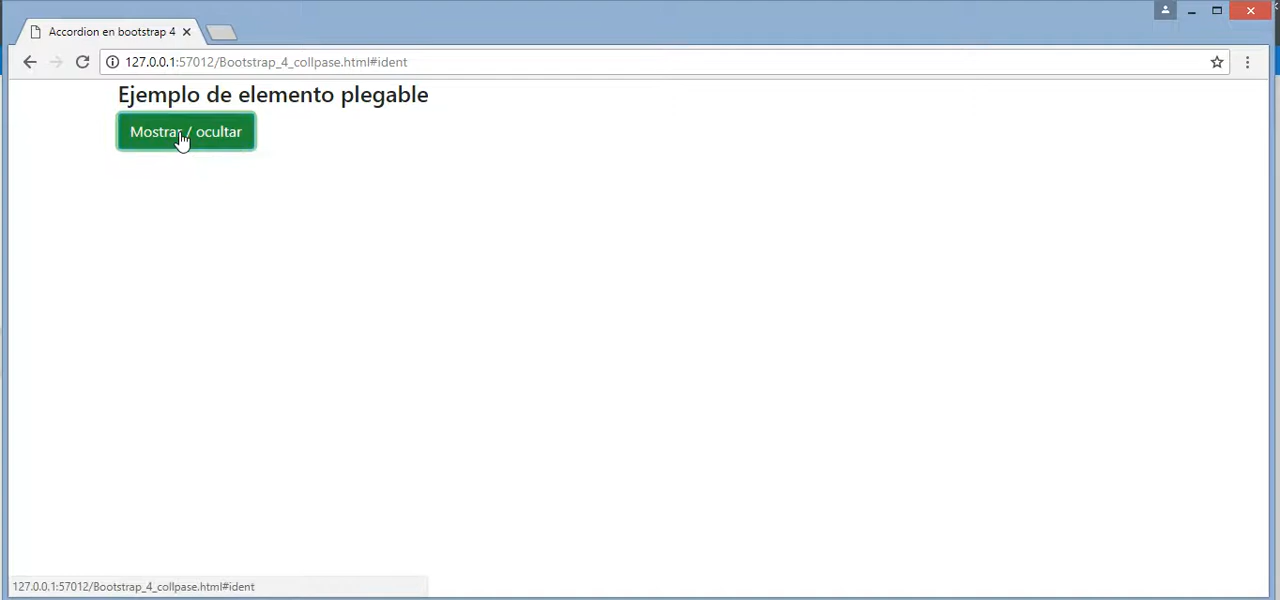 Accordion en bootstrap 4
127.0.0.1:57012/Bootstrap_4_collpase.html#ident
Ejemplo de elemento plegable
Mostrar / ocultar
127.0.0.1:57012/Bootstrap_4_collpase.html#ident